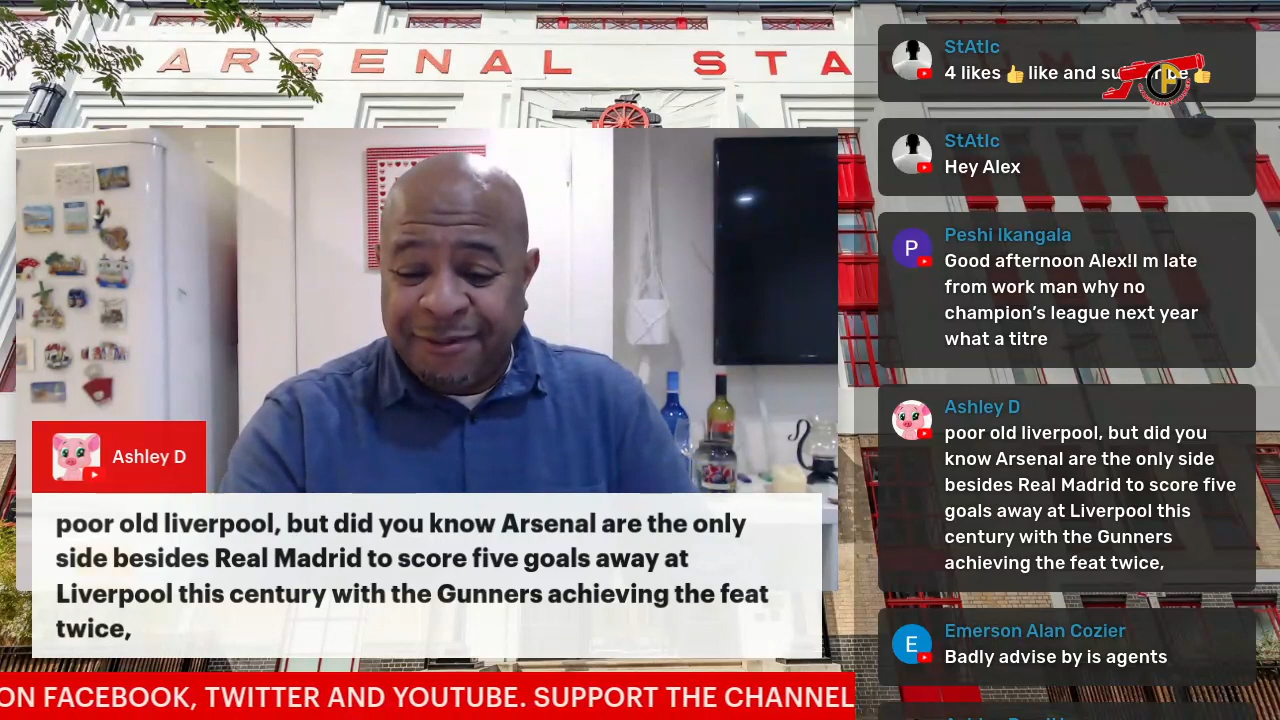 ARSENAL STA
StAtIc
4 likes 👍 like and 👍
StAtIc
Hey Alex
P
Peshi Ikangala
Good afternoon Alex!I m late
from work man why no
champion's league next year
what a titre
Ashley D
poor old liverpool, but did you
know Arsenal are the only side
besides Real Madrid to score five
goals away at Liverpool this
century with the Gunners
achieving the feat twice,
E
Emerson Alan Cozier
Badly advise by is agents
Ashley D
poor old liverpool, but did you know Arsenal are the only
side besides Real Madrid to score five goals away at
Liverpool this century with the Gunners achieving the feat
twice,
ON FACEBOOK, TWITTER AND YOUTUBE. SUPPORT THE CHANNEL